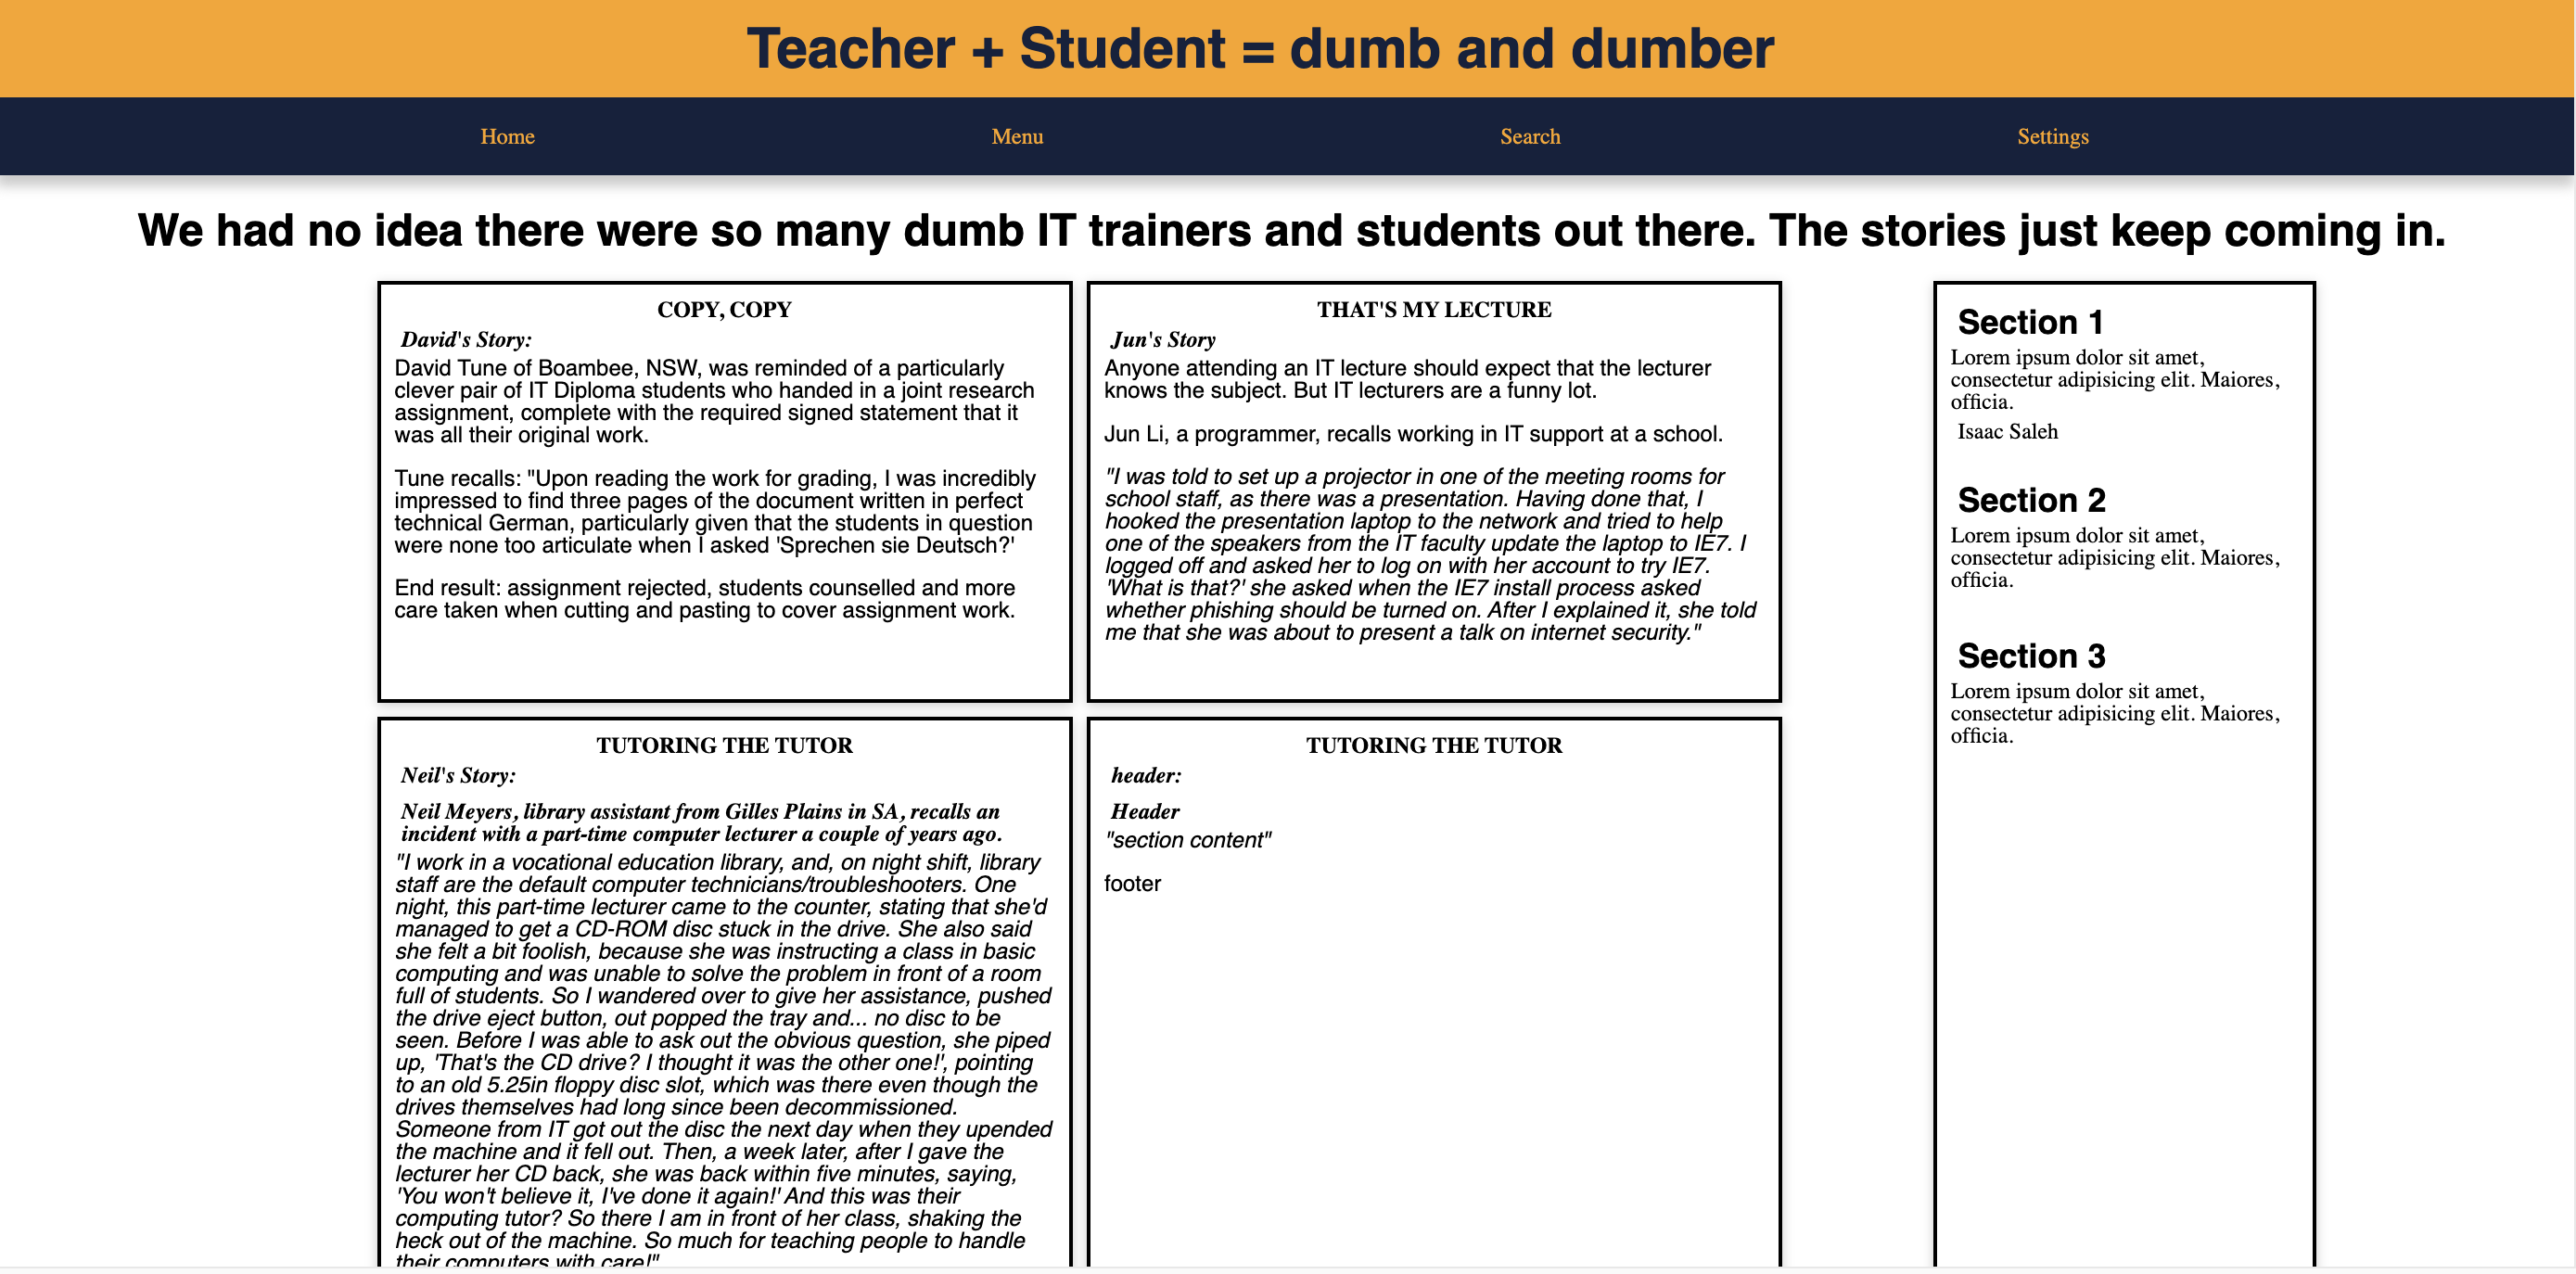 Teacher + Student = dumb and dumber
Home
Menu
Search
Settings
We had no idea there were so many dumb IT trainers and students out there. The stories just keep coming in.
COPY, COPY
David's Story:
David Tune of Boambee, NSW, was reminded of a particularly
clever pair of IT Diploma students who handed in a joint research
assignment, complete with the required signed statement that it
was all their original work.
Tune recalls: "Upon reading the work for grading, I was incredibly
impressed to find three pages of the document written in perfect
technical German, particularly given that the students in question
were none too articulate when I asked 'Sprechen sie Deutsch?'
End result: assignment rejected, students counselled and more
care taken when cutting and pasting to cover assignment work.
THAT'S MY LECTURE
Jun's Story
Anyone attending an IT lecture should expect that the lecturer
knows the subject. But IT lecturers are a funny lot.
Jun Li, a programmer, recalls working in IT support at a school.
"I was told to set up a projector in one of the meeting rooms for
school staff, as there was a presentation. Having done that, I
hooked the presentation laptop to the network and tried to help
one of the speakers from the IT faculty update the laptop to IE7. I
logged off and asked her to log on with her account to try IE7.
'What is that?' she asked when the IE7 install process asked
whether phishing should be turned on. After I explained it, she told
me that she was about to present a talk on internet security."
TUTORING THE TUTOR
Neil's Story:
Neil Meyers, library assistant from Gilles Plains in SA, recalls an
incident with a part-time computer lecturer a couple of years ago.
"I work in a vocational education library, and, on night shift, library
staff are the default computer technicians/troubleshooters. One
night, this part-time lecturer came to the counter, stating that she'd
managed to get a CD-ROM disc stuck in the drive. She also said
she felt a bit foolish, because she was instructing a class in basic
computing and was unable to solve the problem in front of a room
full of students. So I wandered over to give her assistance, pushed
the drive eject button, out popped the tray and... no disc to be
seen. Before I was able to ask out the obvious question, she piped
up, 'That's the CD drive? I thought it was the other one!', pointing
to an old 5.25in floppy disc slot, which was there even though the
drives themselves had long since been decommissioned.
Someone from IT got out the disc the next day when they upended
the machine and it fell out. Then, a week later, after I gave the
lecturer her CD back, she was back within five minutes, saying,
'You won't believe it, I've done it again!' And this was their
computing tutor? So there I am in front of her class, shaking the
heck out of the machine. So much for teaching people to handle
their computers with care!"
TUTORING THE TUTOR
header:
Header
"section content"
footer
Section 1
Lorem ipsum dolor sit amet,
consectetur adipisicing elit. Maiores,
officia.
Isaac Saleh
Section 2
Lorem ipsum dolor sit amet,
consectetur adipisicing elit. Maiores,
officia.
Section 3
Lorem ipsum dolor sit amet,
consectetur adipisicing elit. Maiores,
officia.